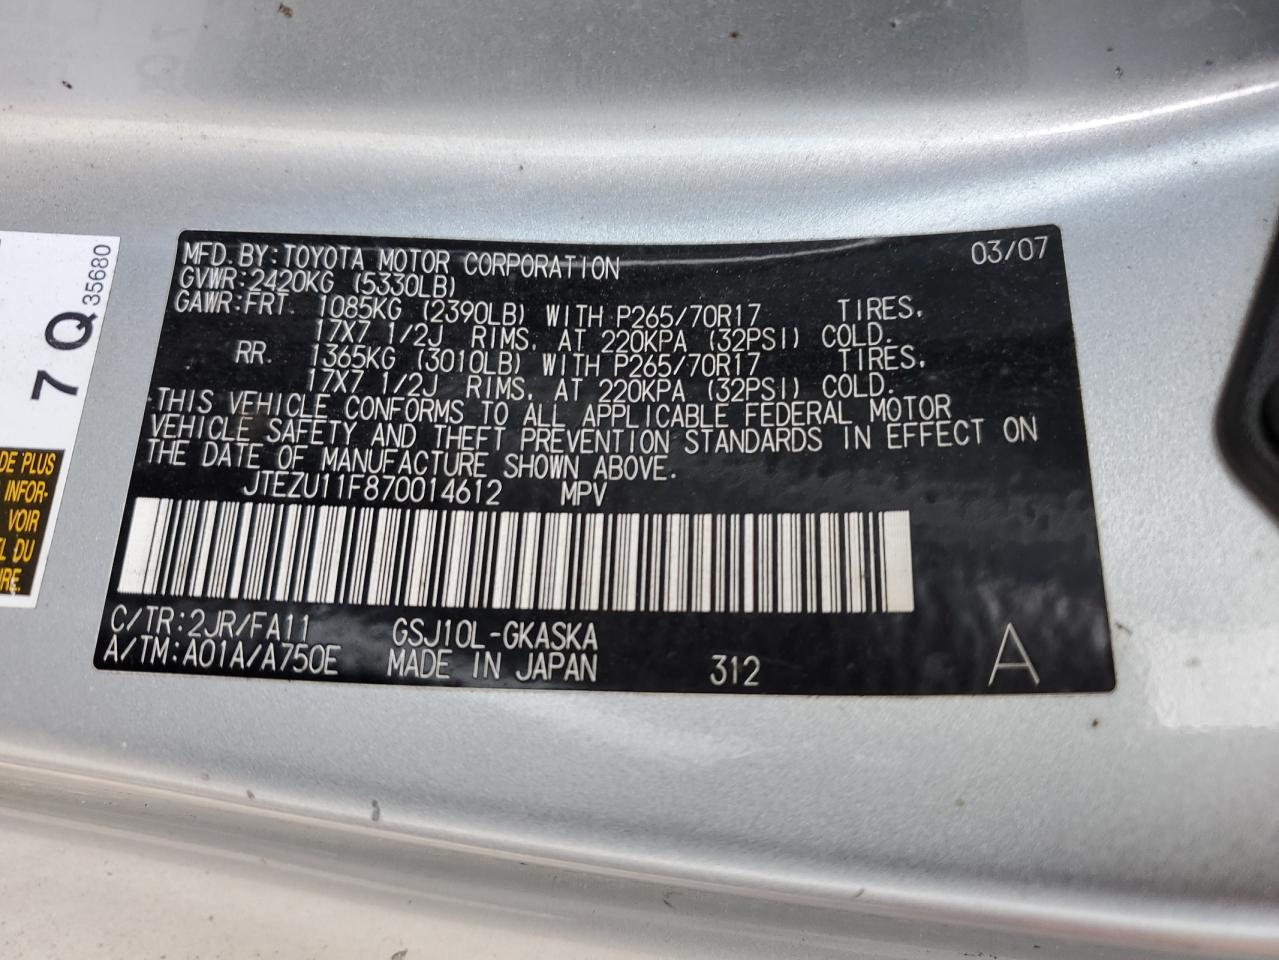 MFD. BY: TOYOTA MOTOR CORPORATION 03/07
GVWR: 2420KG (5330LB)
GAWR: FRT. 1085KG (2390LB) WITH P265/70R17 TIRES,
17X7 1/2J RIMS, AT 220KPA (32PSI) COLD.
RR. 1365KG (3010LB) WITH P265/70R17 TIRES,
17X7 1/2J RIMS, AT 220KPA (32PSI) COLD.
THIS VEHICLE CONFORMS TO ALL APPLICABLE FEDERAL MOTOR
VEHICLE SAFETY AND THEFT PREVENTION STANDARDS IN EFFECT ON
THE DATE OF MANUFACTURE SHOWN ABOVE.
JTEZU11F870014612 MPV
C/TR: 2JR/FA11 GSJ10L-GKASKA
A/TM: A01A/A750E MADE IN JAPAN 312 A
7 Q 35680
DE PLUS
INFOR-
VOIR
DU